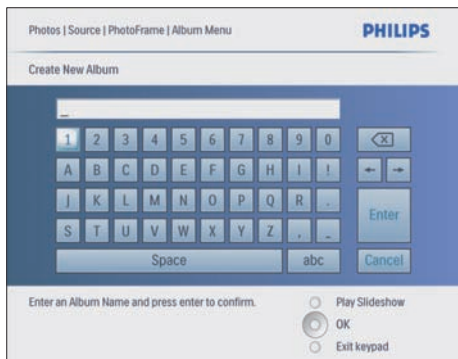 Photos | Source | PhotoFrame | Album Menu PHILIPS
Create New Album
_
1 2 3 4 5 6 7 8 9 0
A B C D E F G H I !
J K L M N O P Q R .
Enter
S T U V W X Y Z , _
Space abc Cancel
Enter an Album Name and press enter to confirm. Play Slideshow
OK
Exit keypad